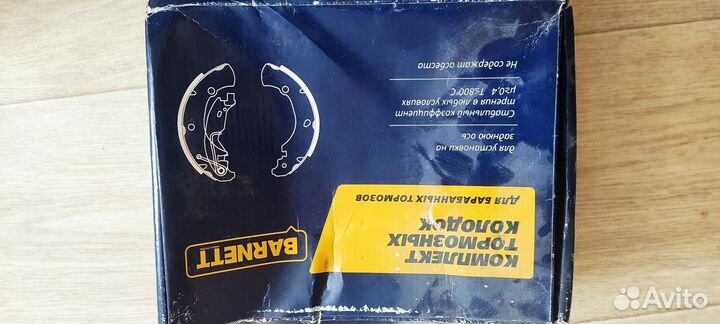 BARNETT
КОМПЛЕКТ
ТОРМОЗНЫХ
КОЛОДОК
ДЛЯ БАРАБАННЫХ ТОРМОЗОВ
для установки на
заднюю ось
Стабильный коэффициент
трения в любых условиях
μ≥0,4 T≤800°C
Не содержат асбеста
Avito